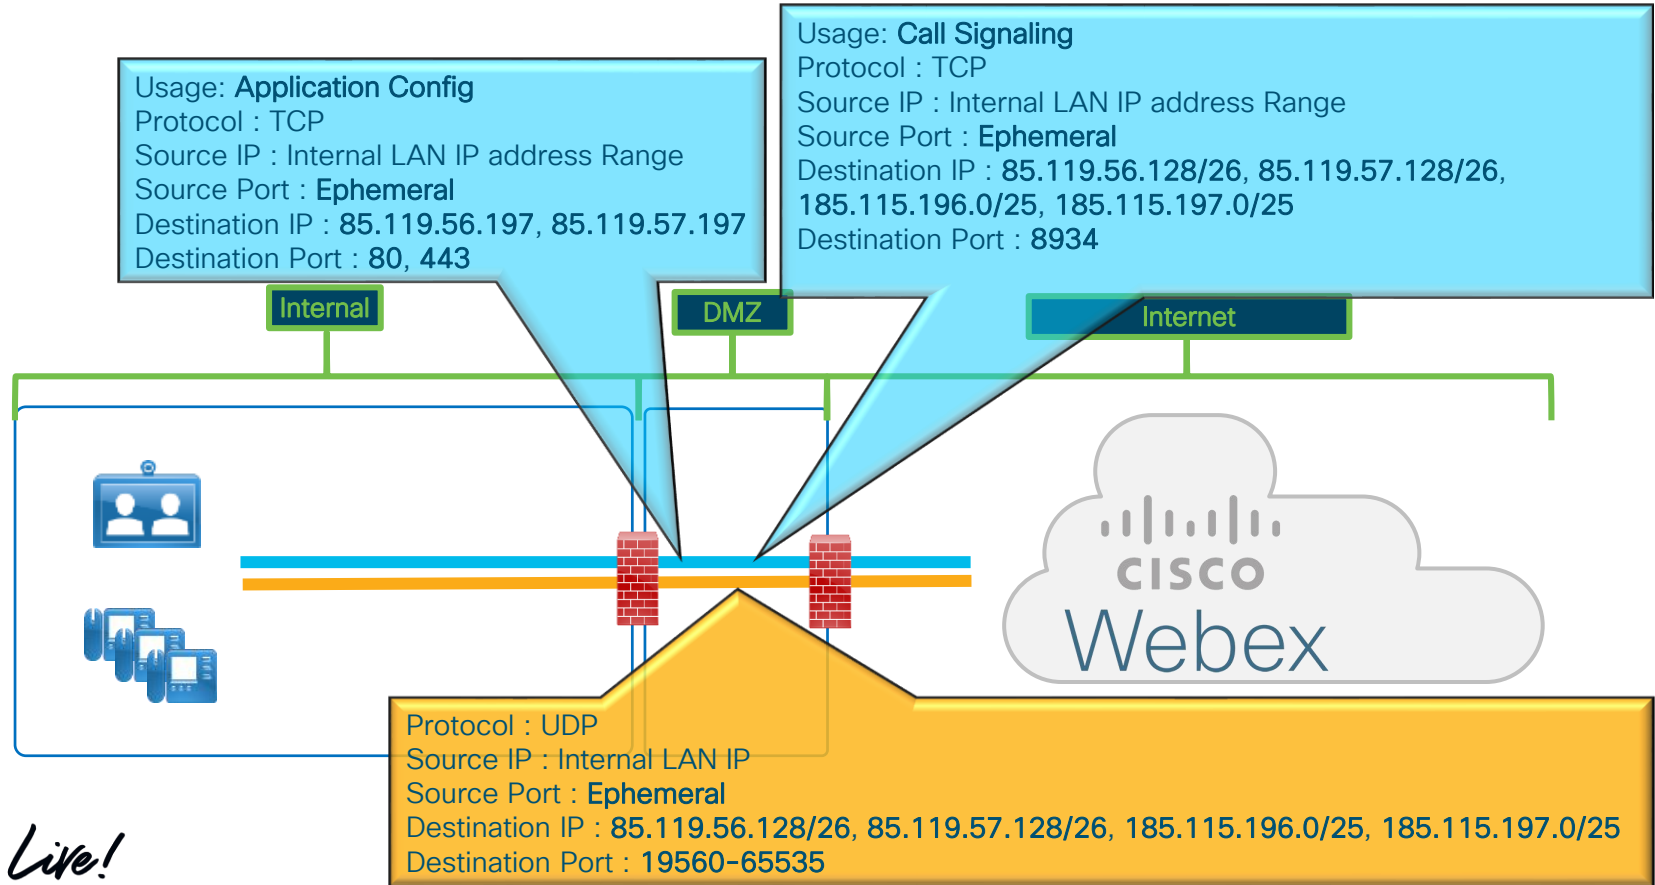 Usage: Call Signaling
Protocol : TCP
Source IP : Internal LAN IP address Range
Source Port : Ephemeral
Destination IP : 85.119.56.128/26, 85.119.57.128/26,
185.115.196.0/25, 185.115.197.0/25
Destination Port : 8934
Usage: Application Config
Protocol : TCP
Source IP : Internal LAN IP address Range
Source Port : Ephemeral
Destination IP : 85.119.56.197, 85.119.57.197
Destination Port : 80, 443
Internal
DMZ
Internet
CISCO
Webex
Protocol : UDP
Source IP : Internal LAN IP
Source Port : Ephemeral
Destination IP : 85.119.56.128/26, 85.119.57.128/26, 185.115.196.0/25, 185.115.197.0/25
Destination Port : 19560-65535
Live!